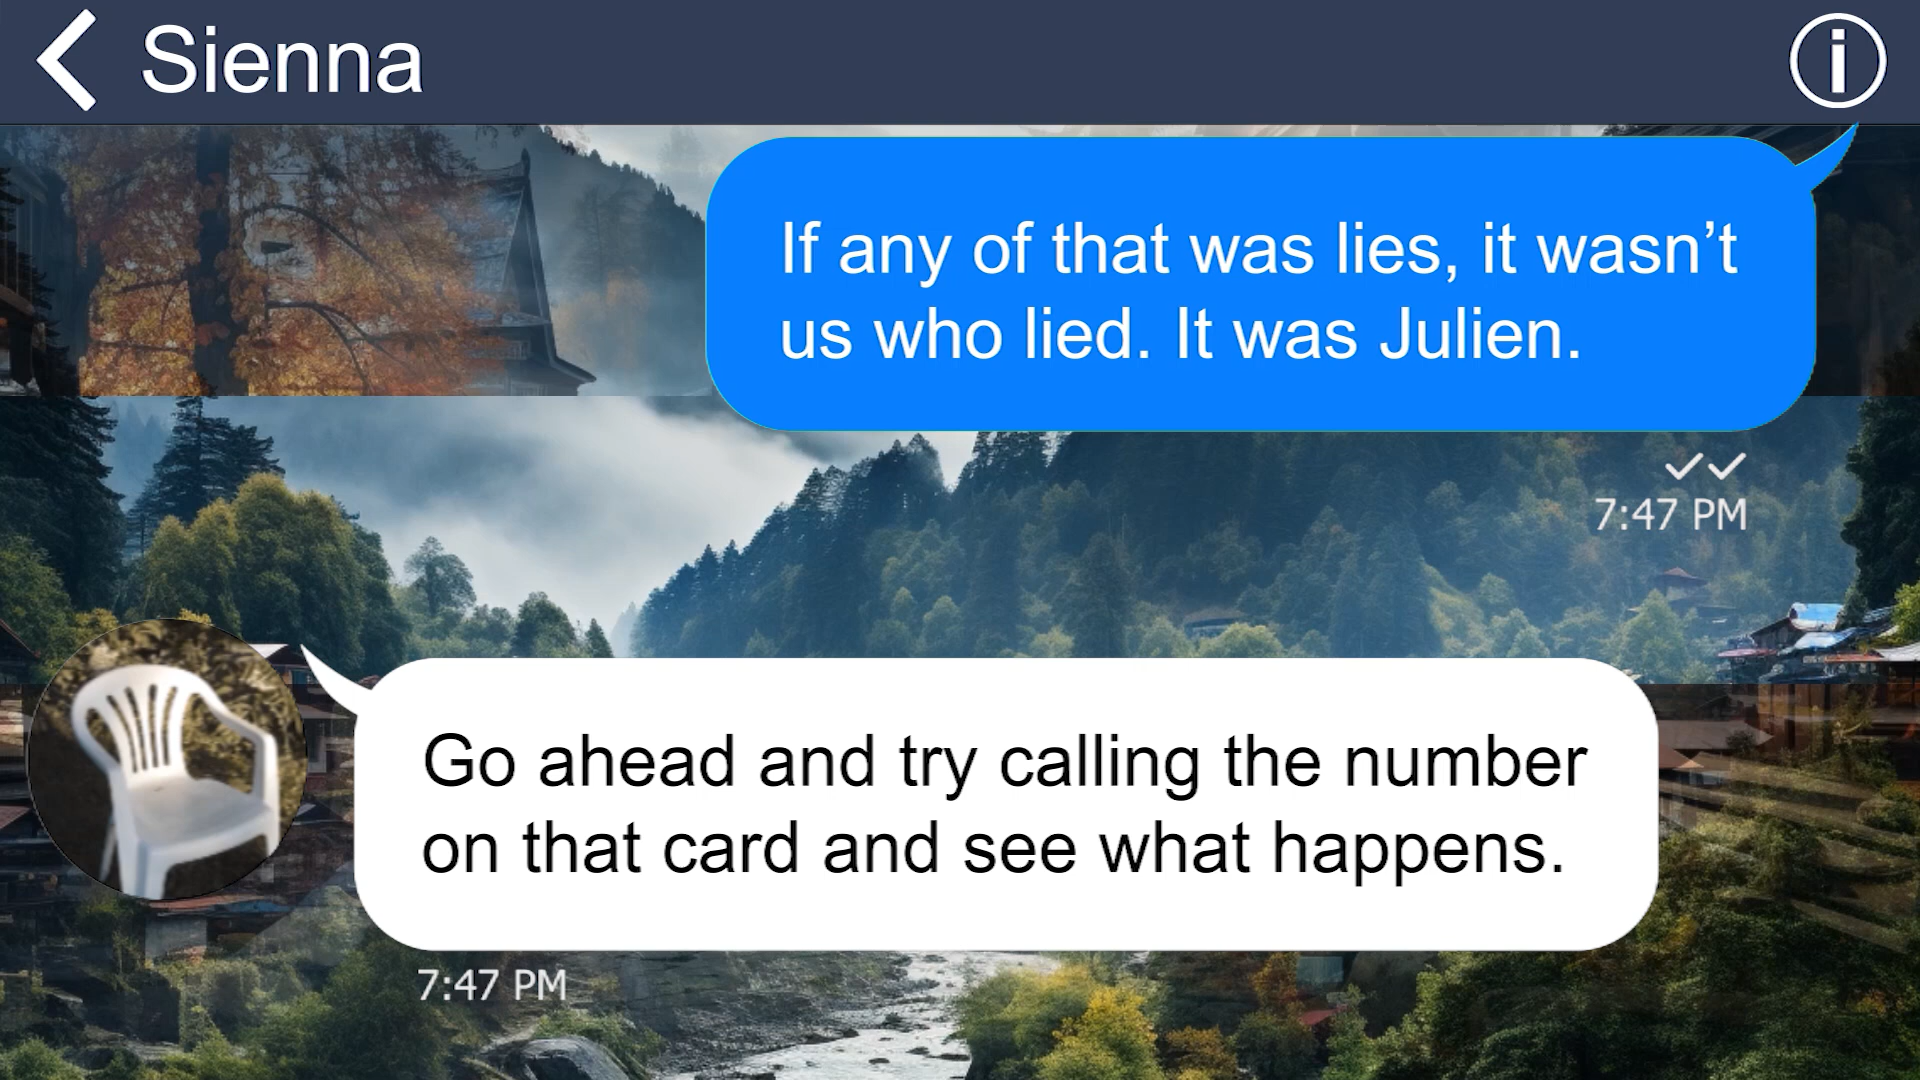 Sienna
If any of that was lies, it wasn’t
us who lied. It was Julien.
7:47 PM
Go ahead and try calling the number
on that card and see what happens.
7:47 PM